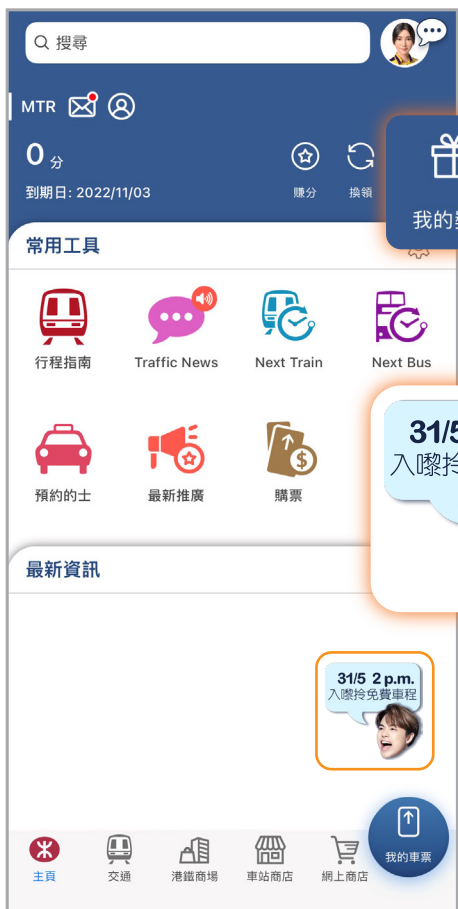 搜尋
MTR
0 分
到期日: 2022/11/03
賺分
換領
我的
常用工具
行程指南
Traffic News
Next Train
Next Bus
預約的士
最新推廣
購票
31/5
入嚟拎
最新資訊
31/5 2 p.m.
入嚟拎免費車程
我的車票
主頁
交通
港鐵商場
車站商店
網上商店